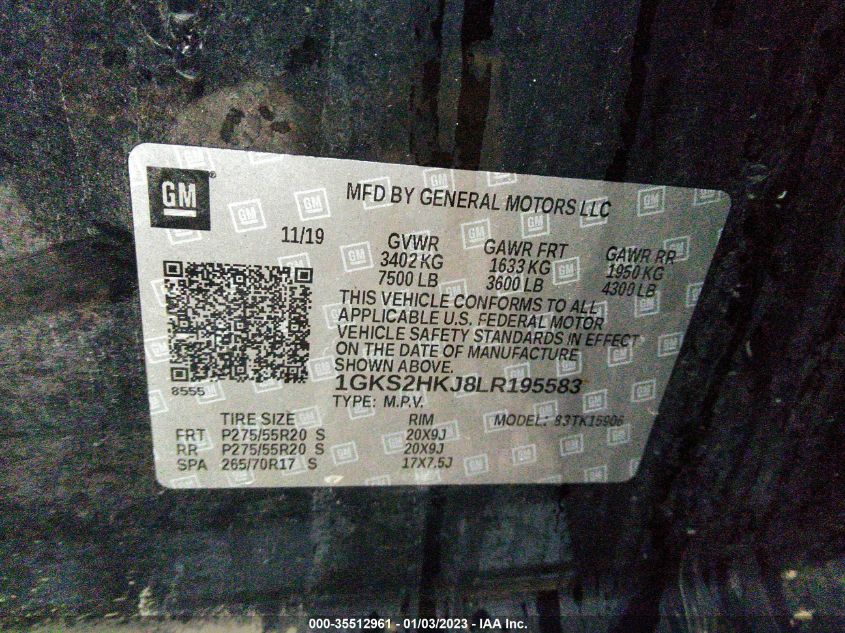 GM
MFD BY GENERAL MOTORS LLC
11/19
GVWR GAWR FRT GAWR RR
3402 KG 1633 KG 1950 KG
7500 LB 3600 LB 4300 LB
THIS VEHICLE CONFORMS TO ALL
APPLICABLE U.S. FEDERAL MOTOR
VEHICLE SAFETY STANDARDS IN EFFECT
ON THE DATE OF MANUFACTURE
SHOWN ABOVE.
8555
1GKS2HKJ8LR195583
TYPE: M.P.V.
TIRE SIZE RIM MODEL: 83TK15906
FRT P275/55R20 S 20X9J
RR P275/55R20 S 20X9J
SPA 265/70R17 S 17X7.5J
000-35512961 - 01/03/2023 - IAA Inc.